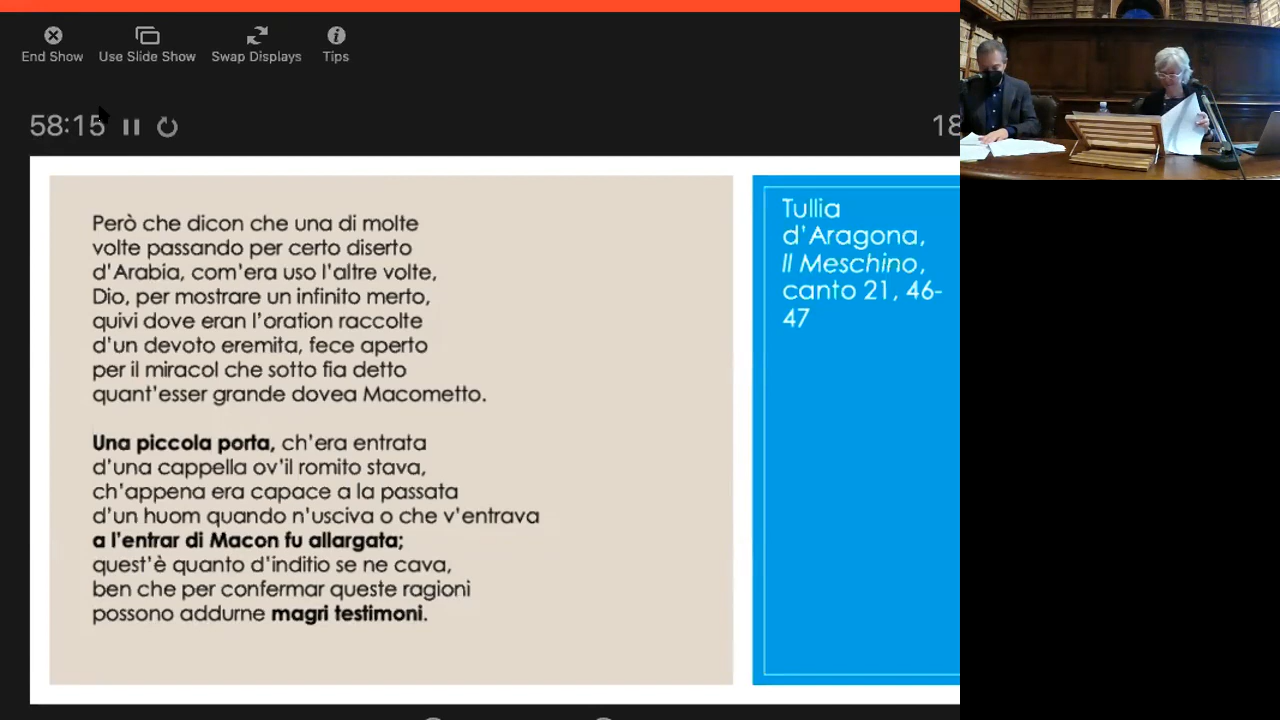 End Show Use Slide Show Swap Displays Tips
58:15
18
Però che dicon che una di molte
volte passando per certo diserto
d'Arabia, com'era uso l'altre volte,
Dio, per mostrare un infinito merto,
quivi dove eran l'oration raccolte
d'un devoto eremita, fece aperto
per il miracol che sotto fia detto
quant'esser grande dovea Macometto.
Una piccola porta, ch'era entrata
d'una cappella ov'il romito stava,
ch'appena era capace a la passata
d'un huom quando n'usciva o che v'entrava
a l'entrar di Macon fu allargata;
quest'è quanto d'inditio se ne cava,
ben che per confermar queste ragioni
possono addurne magri testimoni.
Tullia
d'Aragona,
Il Meschino,
canto 21, 46-
47